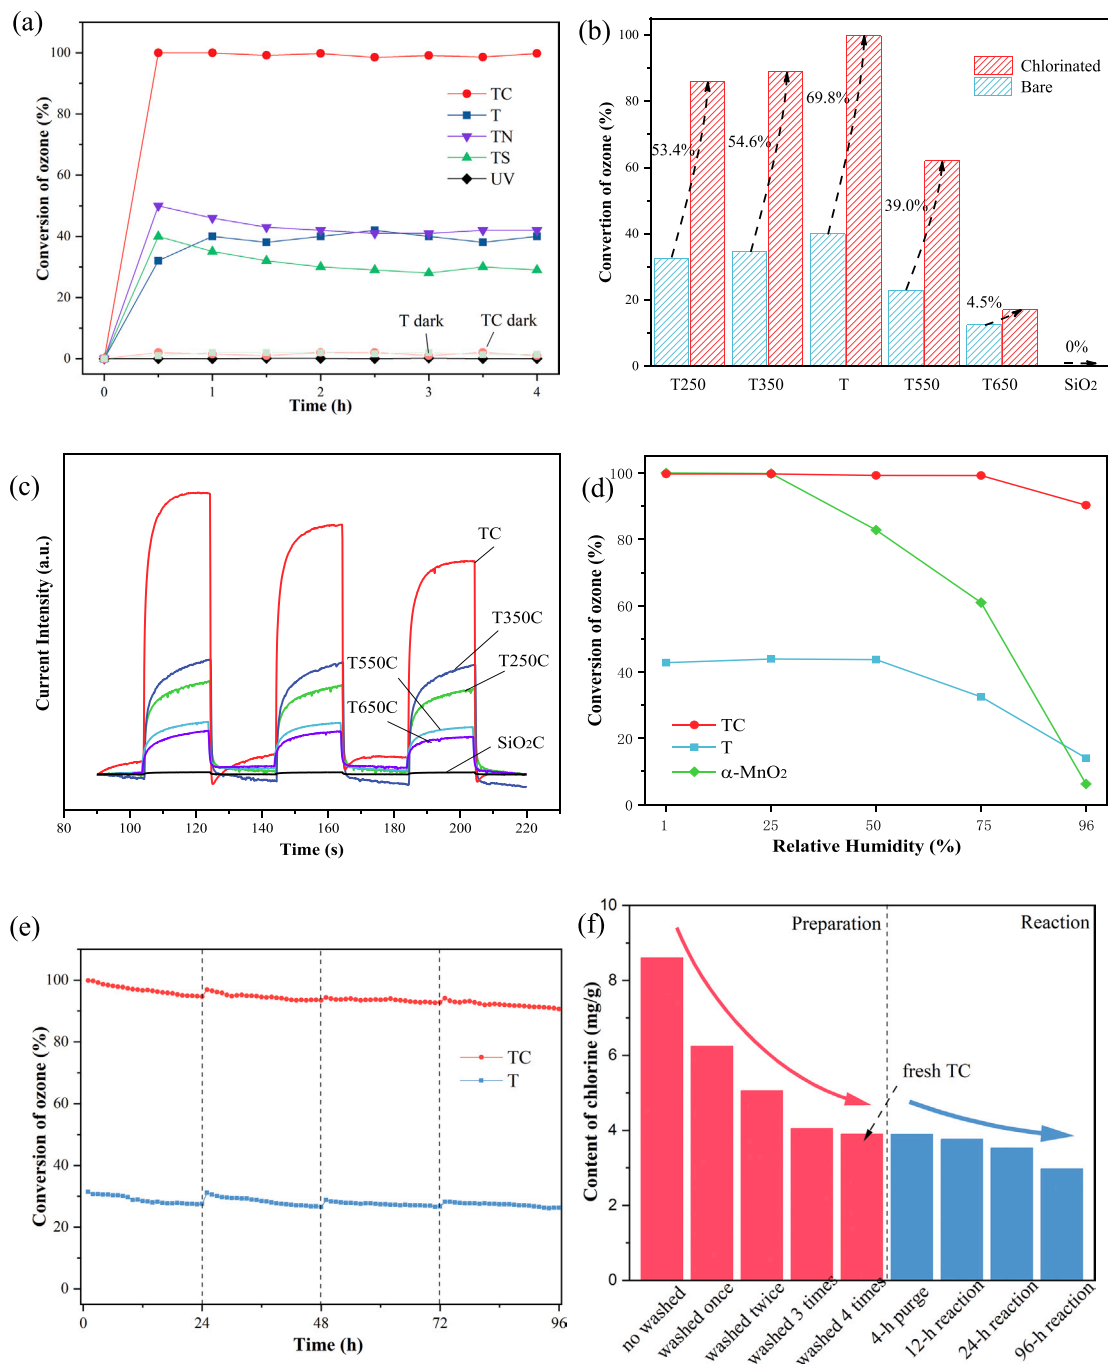 (a)
Conversion of ozone (%)
100
80
60
40
20
0
TC
T
TN
TS
UV
T dark
TC dark
0
1
2
3
4
Time (h)
(b)
Convertion of ozone (%)
100
80
60
40
20
0
Chlorinated
Bare
53.4%
54.6%
69.8%
39.0%
4.5%
0%
T250
T350
T
T550
T650
SiO2
(c)
Current Intensity (a.u.)
TC
T350C
T550C
T250C
T650C
SiO2C
80
100
120
140
160
180
200
220
Time (s)
(d)
Conversion of ozone (%)
100
80
60
40
20
0
TC
T
α-MnO2
1
25
50
75
96
Relative Humidity (%)
(e)
Conversion of ozone (%)
100
80
60
40
20
0
TC
T
0
24
48
72
96
Time (h)
(f)
Content of chlorine (mg/g)
10
8
6
4
2
0
Preparation
Reaction
fresh TC
no washed
washed once
washed twice
washed 3 times
washed 4 times
4-h purge
12-h reaction
24-h reaction
96-h reaction